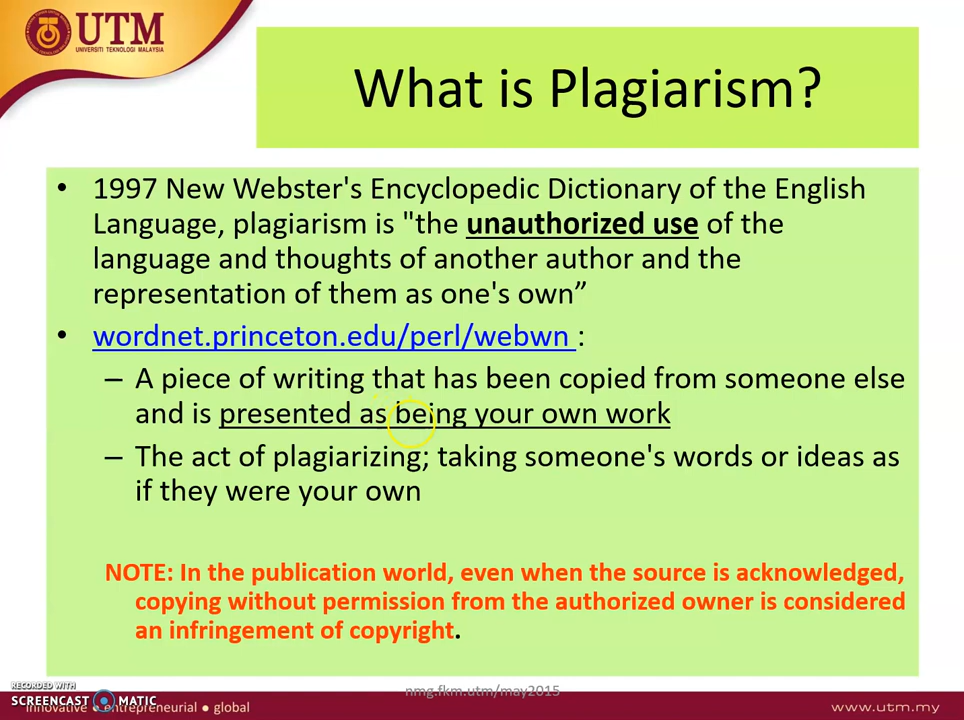 UTM
UNIVERSITI TEKNOLOGI MALAYSIA
What is Plagiarism?
• 1997 New Webster's Encyclopedic Dictionary of the English
Language, plagiarism is "the unauthorized use of the
language and thoughts of another author and the
representation of them as one's own”
• wordnet.princeton.edu/perl/webwn :
– A piece of writing that has been copied from someone else
and is presented as being your own work
– The act of plagiarizing; taking someone's words or ideas as
if they were your own
NOTE: In the publication world, even when the source is acknowledged,
copying without permission from the authorized owner is considered
an infringement of copyright.
RECORDED WITH
SCREENCAST MATIC
nmg.fkm.utm/may2015
innovative ● entrepreneurial ● global
www.utm.my